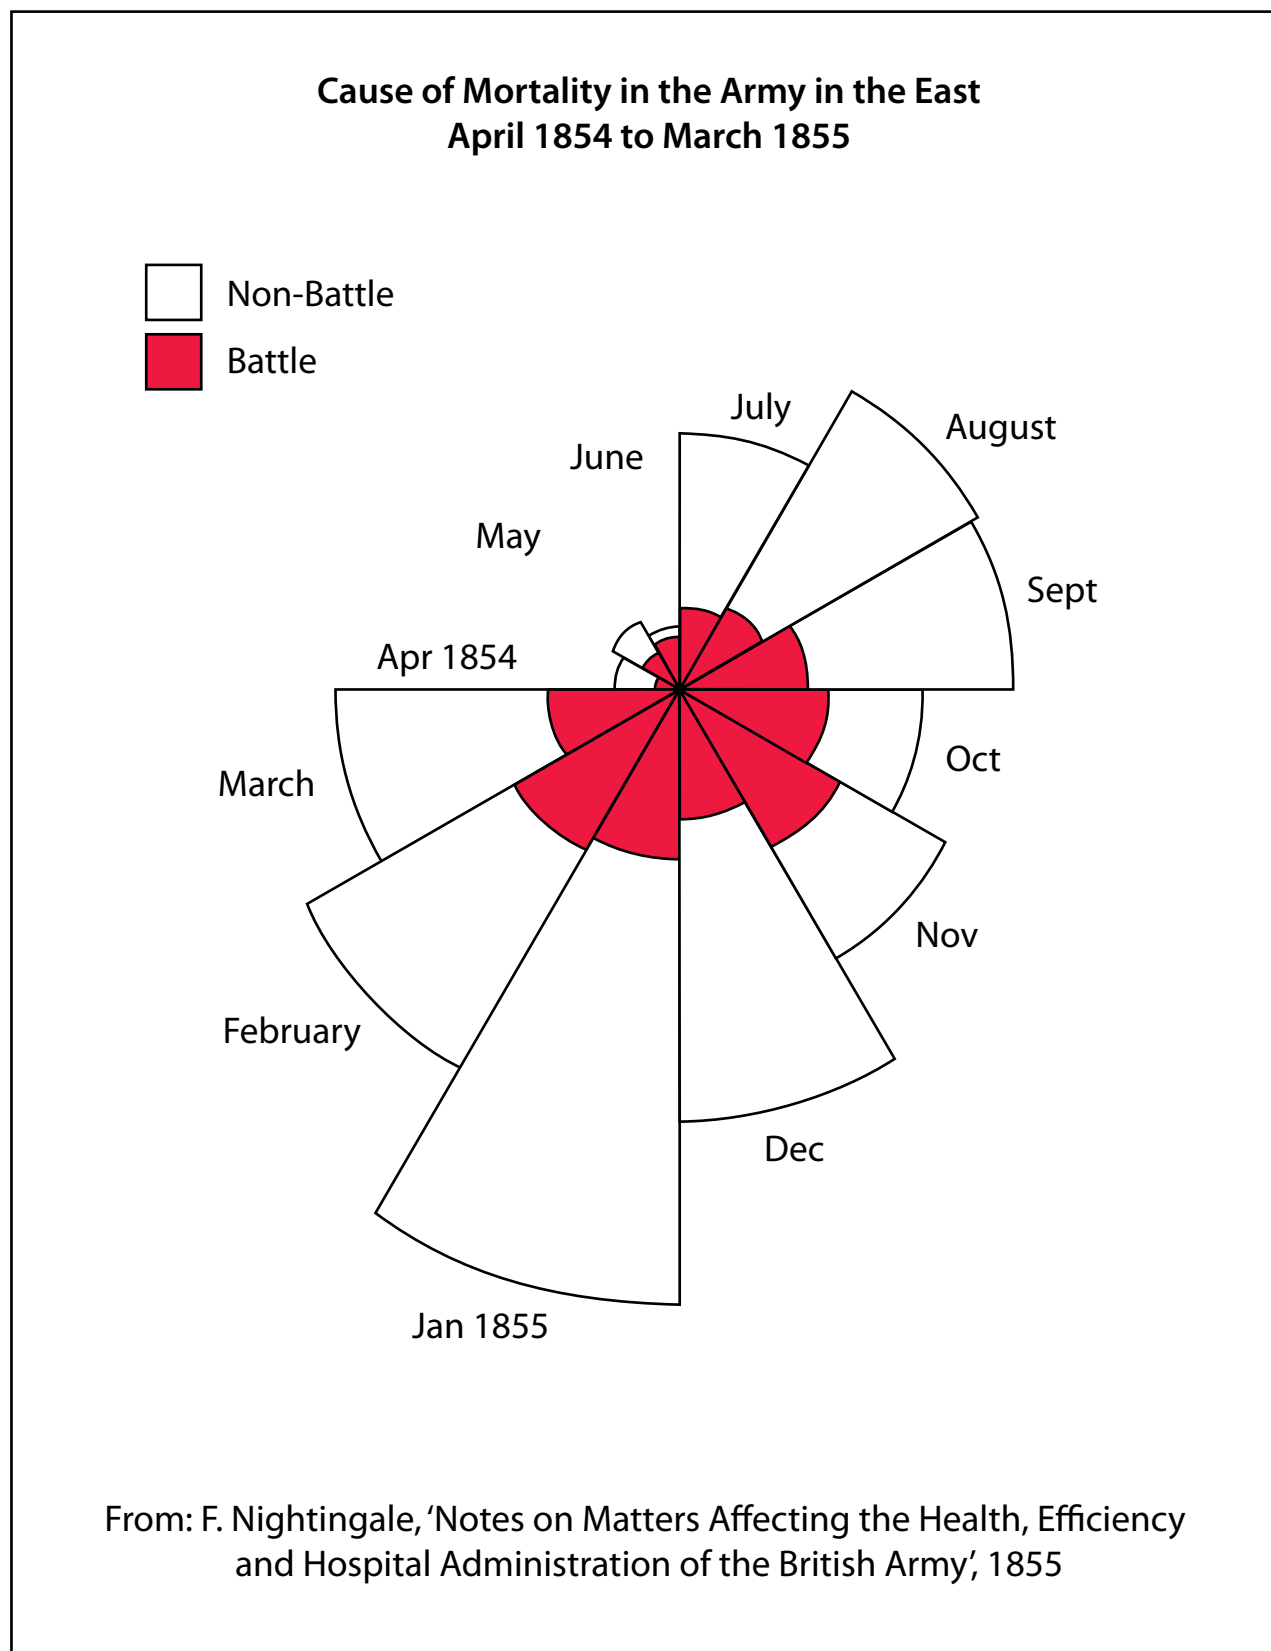 Cause of Mortality in the Army in the East
April 1854 to March 1855
Non-Battle
Battle
July
August
June
May
Sept
Apr 1854
Oct
March
Nov
February
Dec
Jan 1855
From: F. Nightingale, ‘Notes on Matters Affecting the Health, Efficiency
and Hospital Administration of the British Army’, 1855